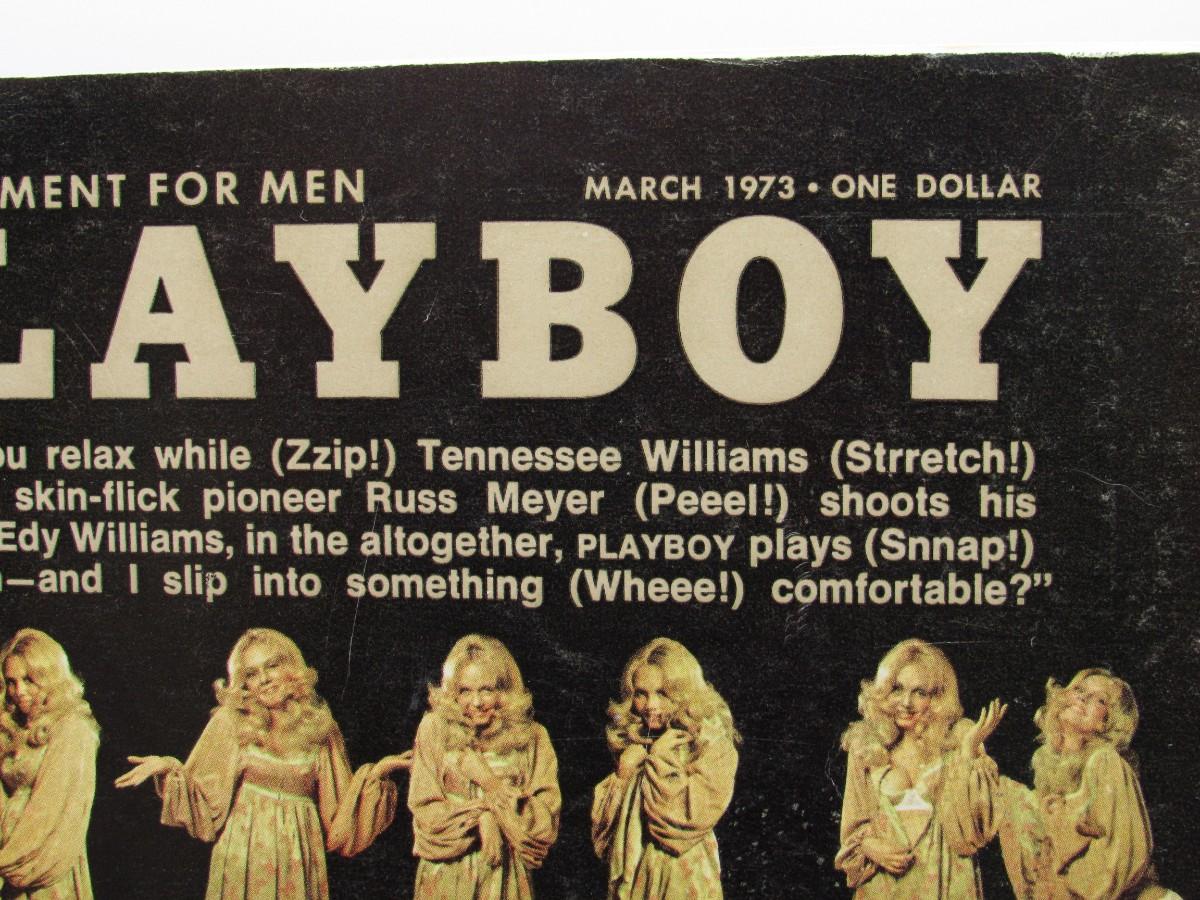 MENT FOR MEN MARCH 1973 • ONE DOLLAR
LAYBOY
ou relax while (Zzip!) Tennessee Williams (Strretch!)
skin-flick pioneer Russ Meyer (Peeel!) shoots his
Edy Williams, in the altogether, PLAYBOY plays (Snnap!)
—and I slip into something (Wheee!) comfortable?”